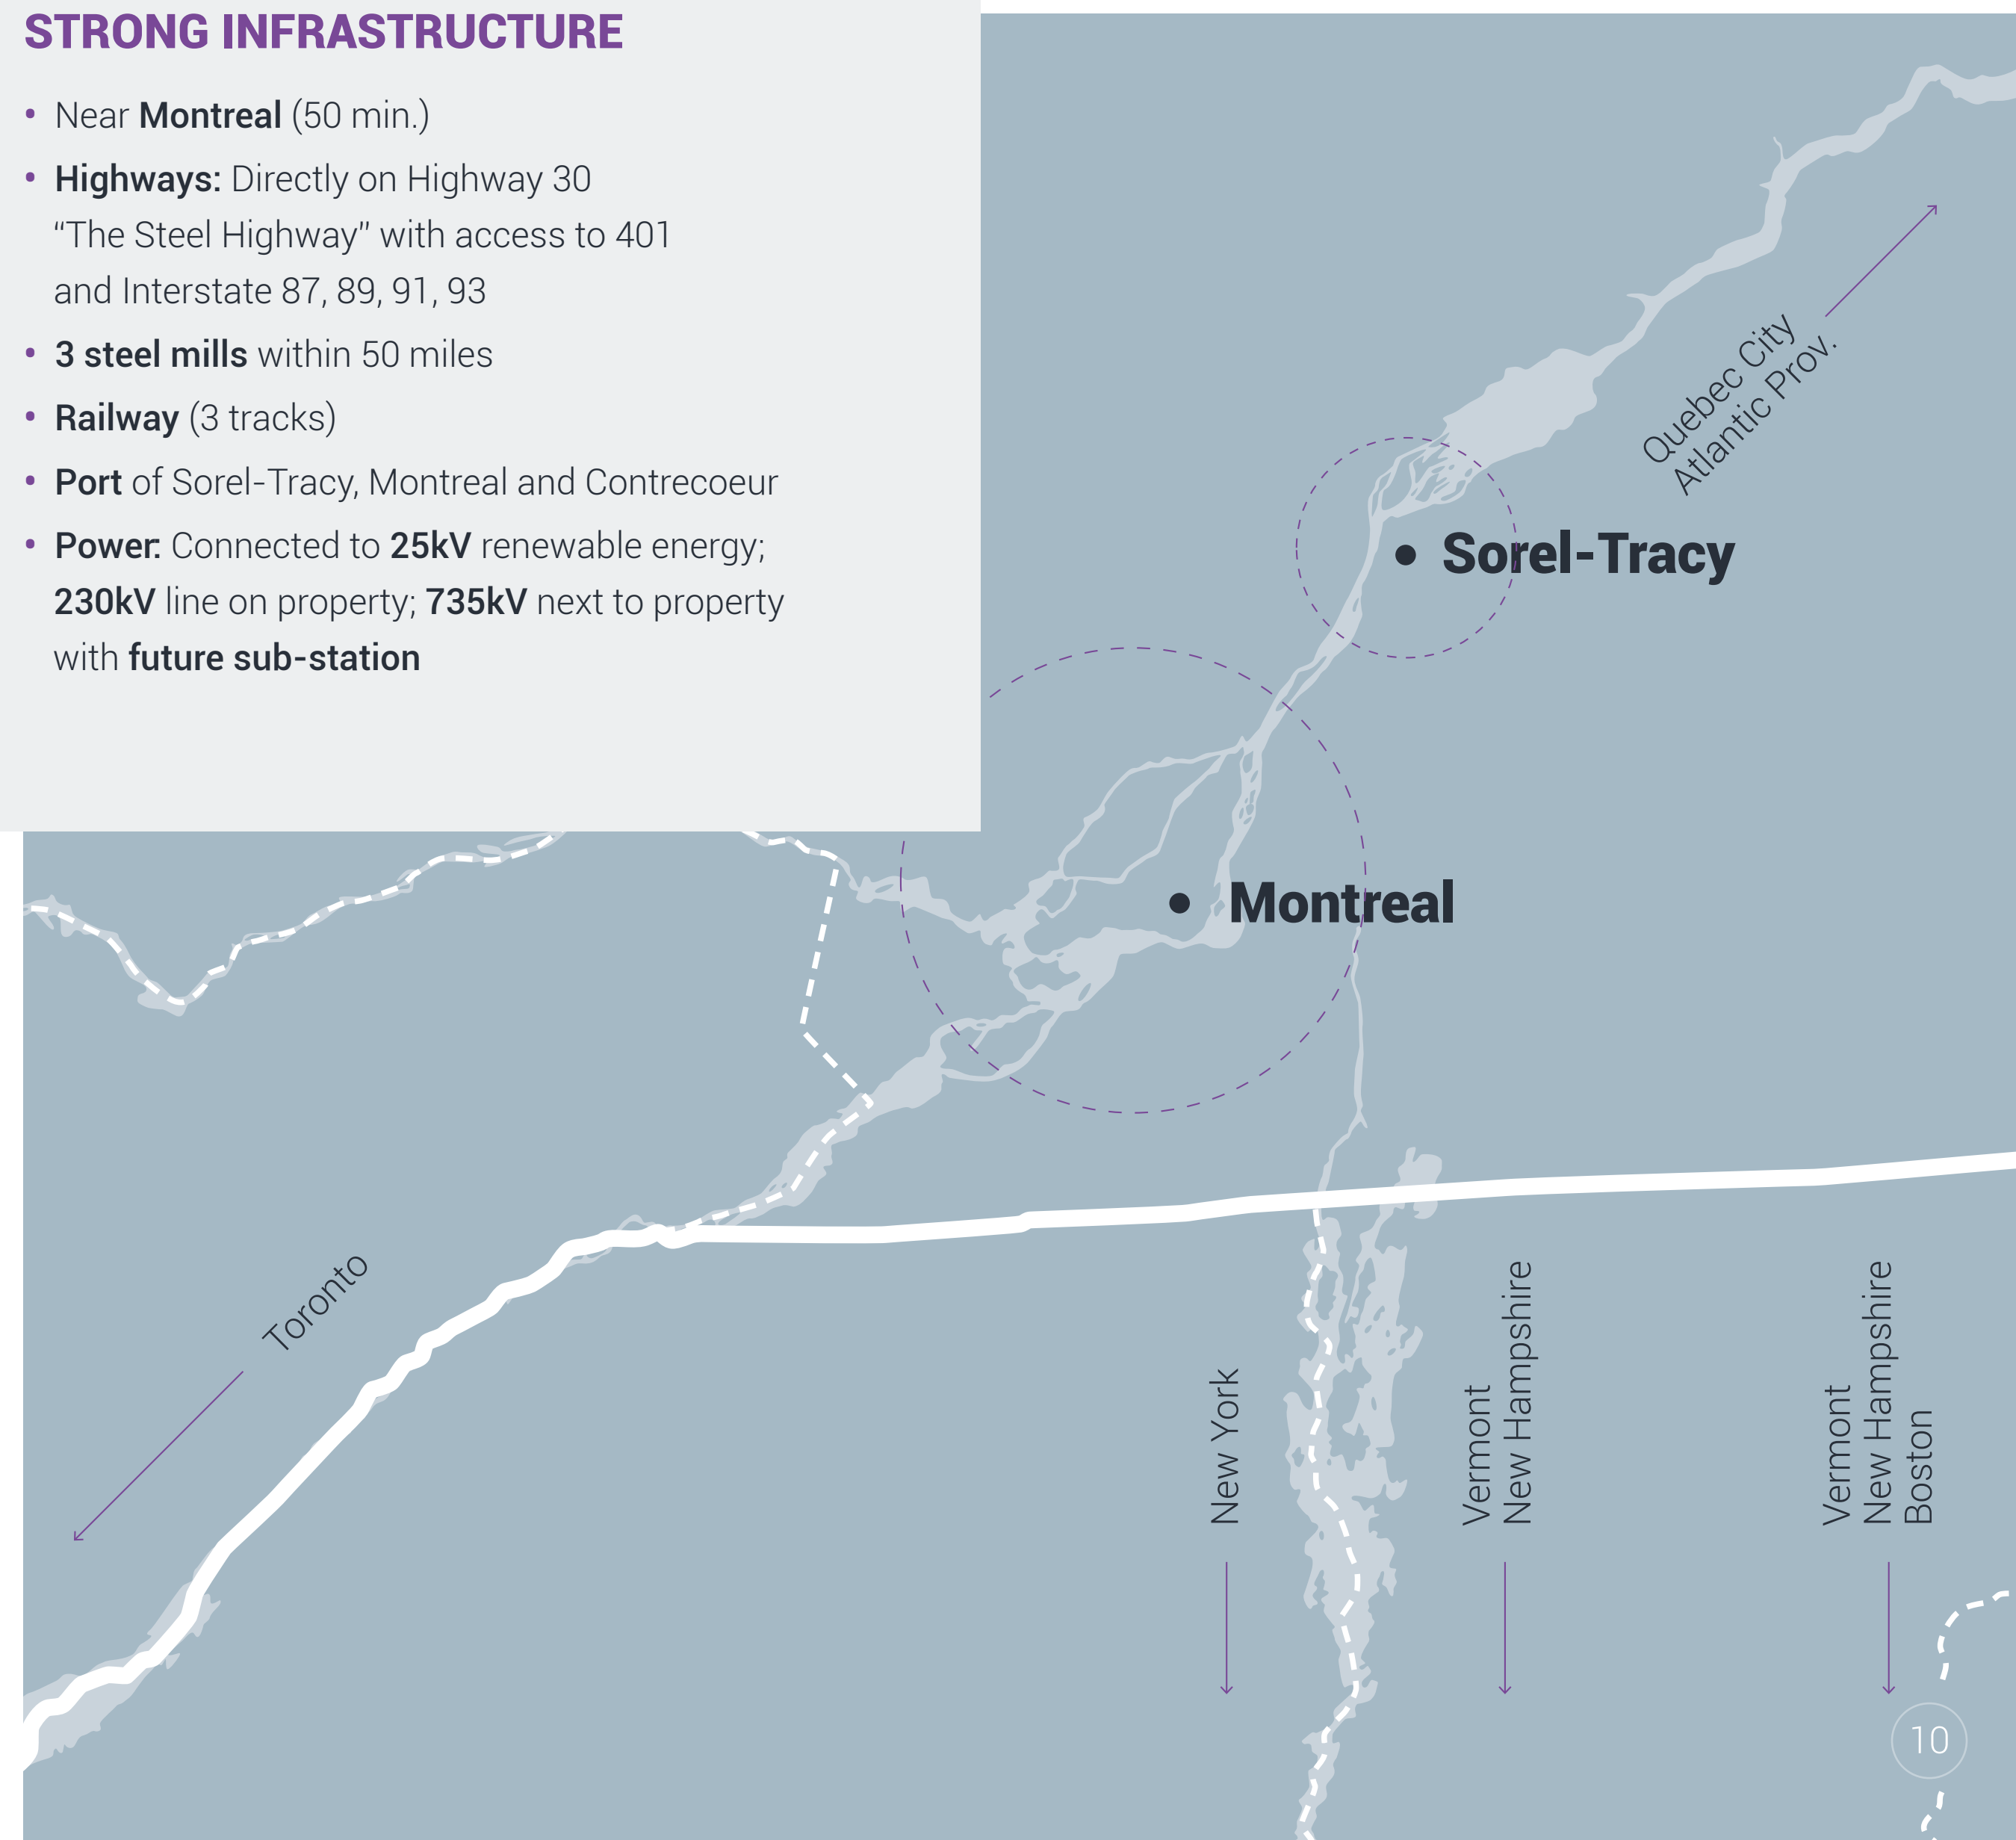 STRONG INFRASTRUCTURE
• Near Montreal (50 min.)
• Highways: Directly on Highway 30
“The Steel Highway” with access to 401
and Interstate 87, 89, 91, 93
• 3 steel mills within 50 miles
• Railway (3 tracks)
• Port of Sorel-Tracy, Montreal and Contrecoeur
• Power: Connected to 25kV renewable energy;
230kV line on property; 735kV next to property
with future sub-station
Quebec City
Atlantic Prov.
Sorel-Tracy
Montreal
Toronto
New York
Vermont
New Hampshire
Vermont
New Hampshire
Boston
10